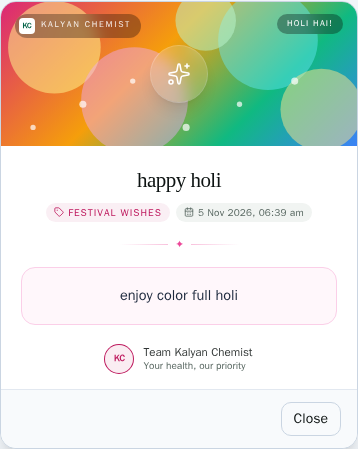 KC KALYAN CHEMIST
HOLI HAI!
happy holi
FESTIVAL WISHES
5 Nov 2026, 06:39 am
enjoy color full holi
KC
Team Kalyan Chemist
Your health, our priority
Close